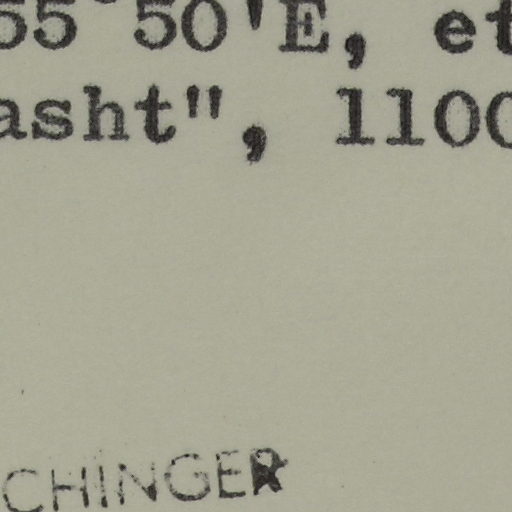 55°50'E, et
asht", 1100
CHINGER